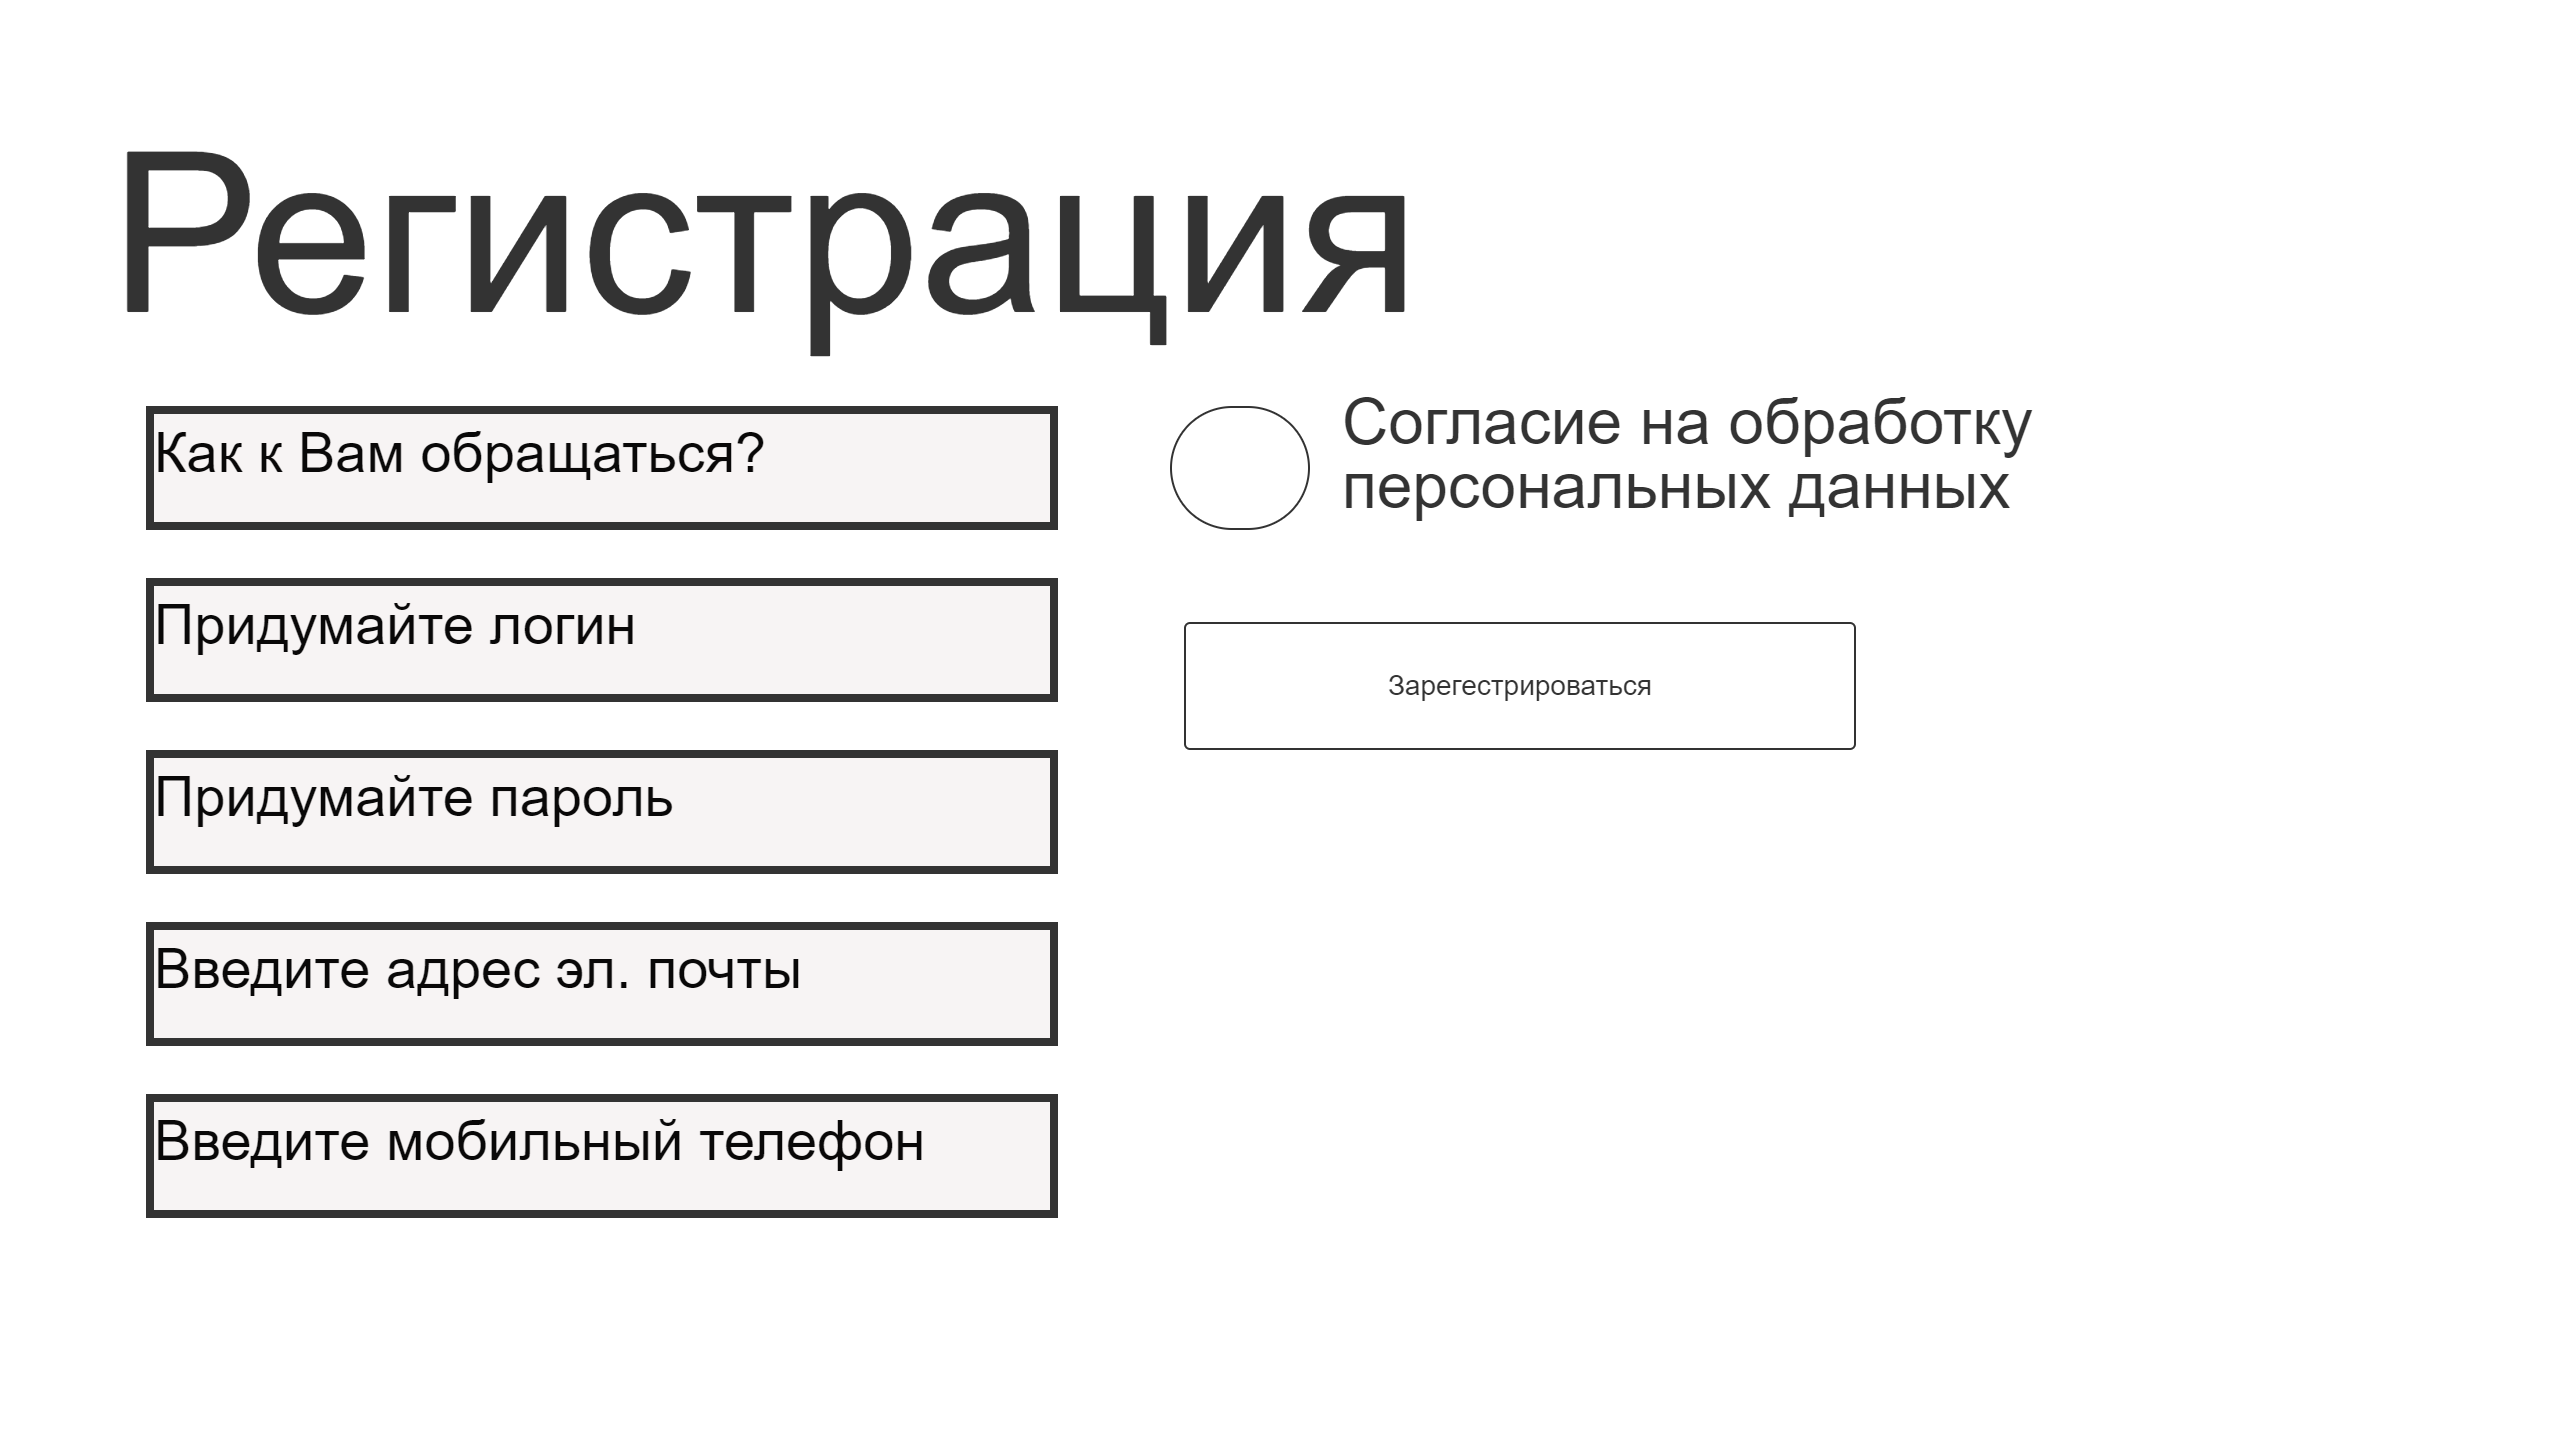 Регистрация
Как к Вам обращаться?
Придумайте логин
Придумайте пароль
Введите адрес эл. почты
Введите мобильный телефон
Согласие на обработку
персональных данных
Зарегестрироваться